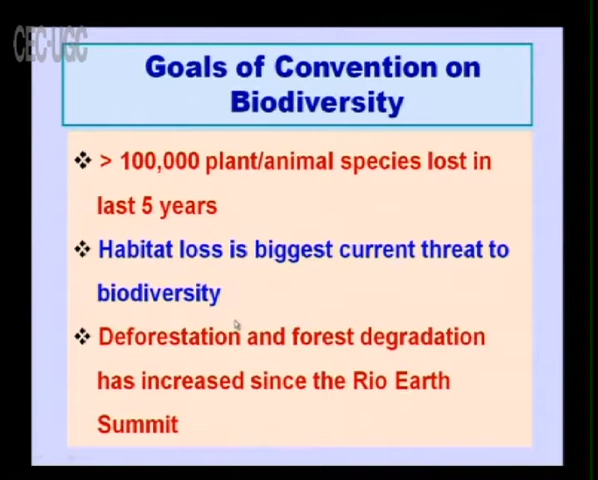 CEC-UGC
Goals of Convention on
Biodiversity
❖ > 100,000 plant/animal species lost in
last 5 years
❖ Habitat loss is biggest current threat to
biodiversity
❖ Deforestation and forest degradation
has increased since the Rio Earth
Summit